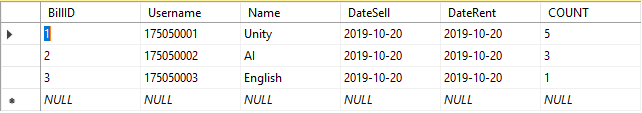 BillID Username Name DateSell DateRent COUNT
1 175050001 Unity 2019-10-20 2019-10-20 5
2 175050002 AI 2019-10-20 2019-10-20 3
3 175050003 English 2019-10-20 2019-10-20 1
NULL NULL NULL NULL NULL NULL